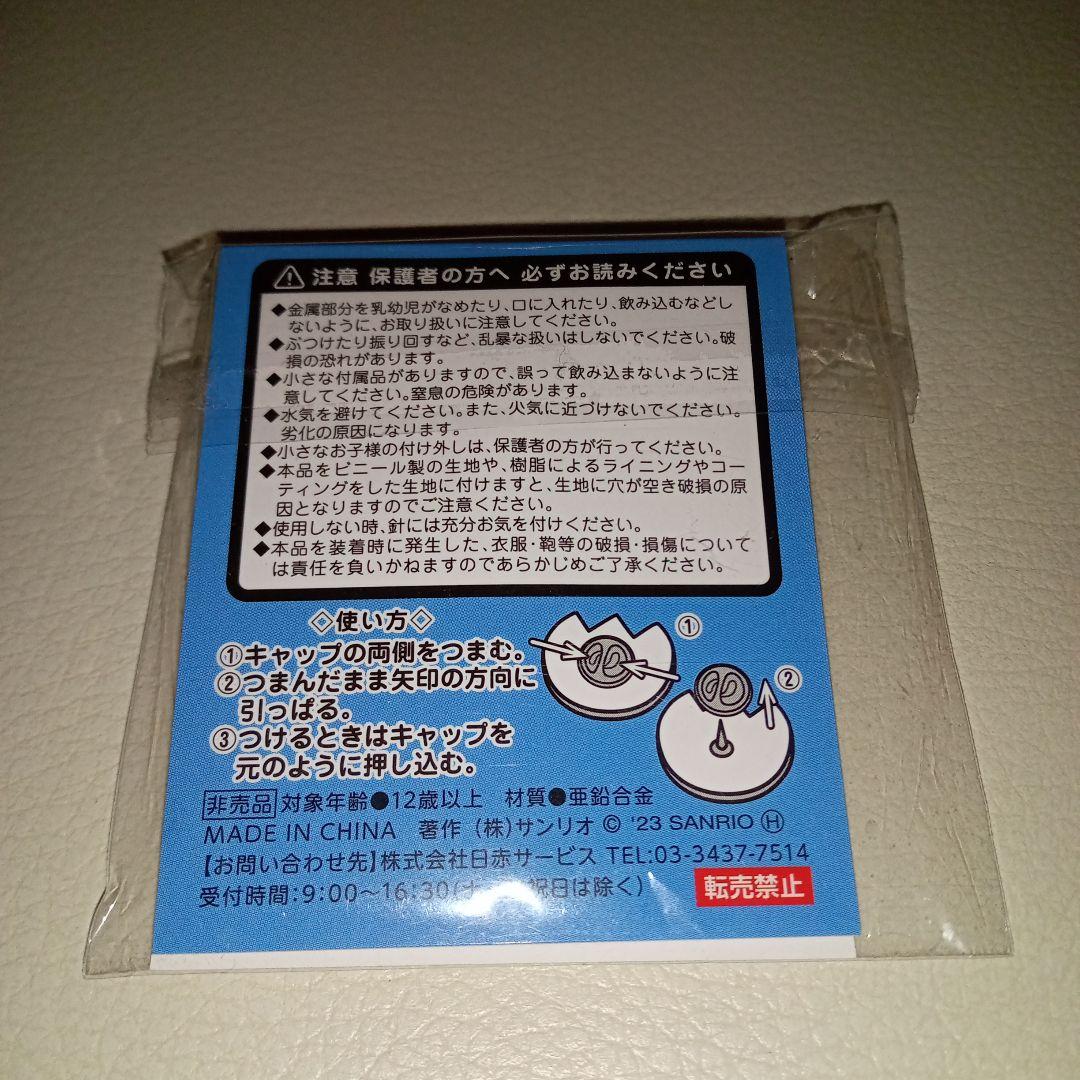 ⚠ 注意 保護者の方へ 必ずお読みください
◆金属部分を乳幼児がなめたり、口に入れたり、飲み込むなどし
ないように、お取り扱いに注意してください。
◆ぶつけたり振り回すなど、乱暴な扱いはしないでください。破
損の恐れがあります。
◆小さな付属品がありますので、誤って飲み込まないように注
意してください。窒息の危険があります。
◆水気を避けてください。また、火気に近づけないでください。
劣化の原因になります。
◆小さなお子様の付け外しは、保護者の方が行ってください。
◆本品をビニール製の生地や、樹脂によるライニングやコー
ティングをした生地に付けますと、生地に穴が空き破損の原
因となりますのでご注意ください。
◆使用しない時、針には充分お気を付けください。
◆本品を装着時に発生した、衣服・鞄等の破損・損傷について
は責任を負いかねますのであらかじめご了承ください。
◇使い方◇
①キャップの両側をつまむ。
②つまんだまま矢印の方向に
引っぱる。
③つけるときはキャップを
元のように押し込む。
①
②
非売品 対象年齢●12歳以上 材質●亜鉛合金
MADE IN CHINA 著作 (株)サンリオ © '23 SANRIO Ⓗ
【お問い合わせ先】株式会社日赤サービス TEL:03-3437-7514
受付時間:9:00〜16:30( 祝日は除く)
転売禁止